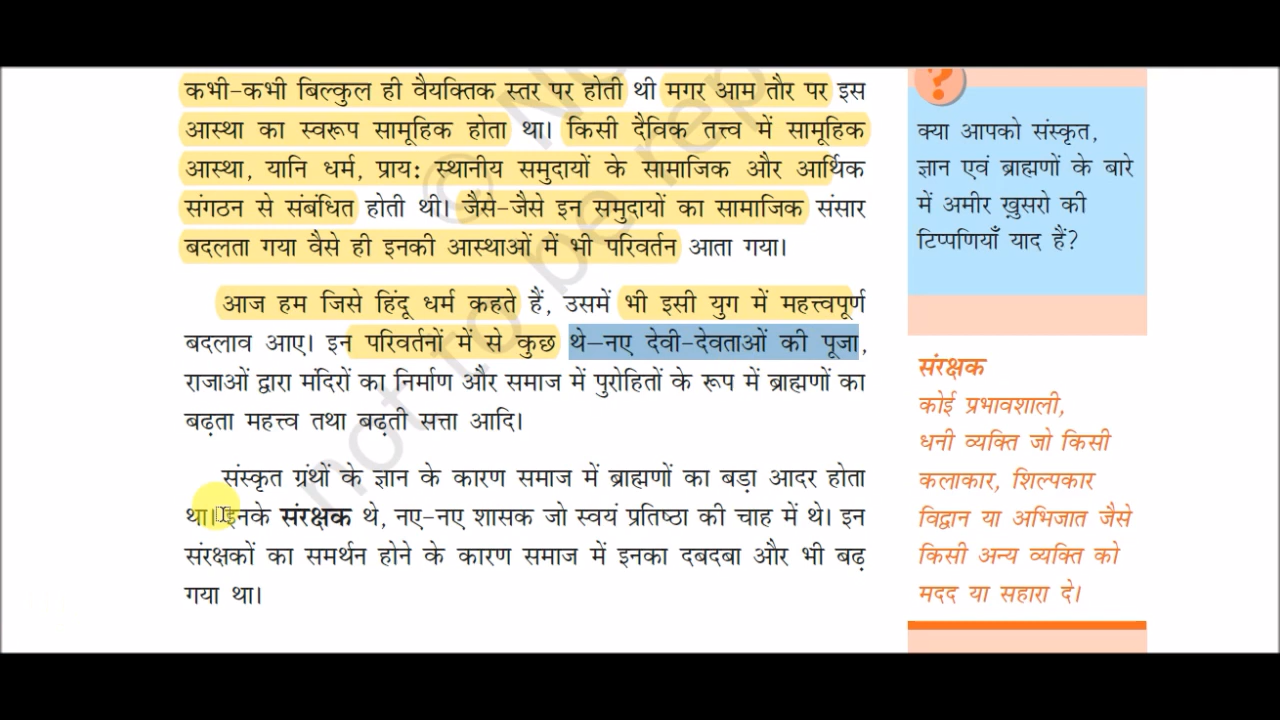 कभी-कभी बिल्कुल ही वैयक्तिक स्तर पर होती थी मगर आम तौर पर इस
आस्था का स्वरूप सामूहिक होता था। किसी दैविक तत्त्व में सामूहिक
आस्था, यानि धर्म, प्राय: स्थानीय समुदायों के सामाजिक और आर्थिक
संगठन से संबंधित होती थी। जैसे-जैसे इन समुदायों का सामाजिक संसार
बदलता गया वैसे ही इनकी आस्थाओं में भी परिवर्तन आता गया।
आज हम जिसे हिंदू धर्म कहते हैं, उसमें भी इसी युग में महत्त्वपूर्ण
बदलाव आए। इन परिवर्तनों में से कुछ थे–नए देवी-देवताओं की पूजा,
राजाओं द्वारा मंदिरों का निर्माण और समाज में पुरोहितों के रूप में ब्राह्मणों का
बढ़ता महत्त्व तथा बढ़ती सत्ता आदि।
संस्कृत ग्रंथों के ज्ञान के कारण समाज में ब्राह्मणों का बड़ा आदर होता
था। इनके संरक्षक थे, नए-नए शासक जो स्वयं प्रतिष्ठा की चाह में थे। इन
संरक्षकों का समर्थन होने के कारण समाज में इनका दबदबा और भी बढ़
गया था।
?
क्या आपको संस्कृत,
ज्ञान एवं ब्राह्मणों के बारे
में अमीर ख़ुसरो की
टिप्पणियाँ याद हैं?
संरक्षक
कोई प्रभावशाली,
धनी व्यक्ति जो किसी
कलाकार, शिल्पकार
विद्वान या अभिजात जैसे
किसी अन्य व्यक्ति को
मदद या सहारा दे।
not to be rep